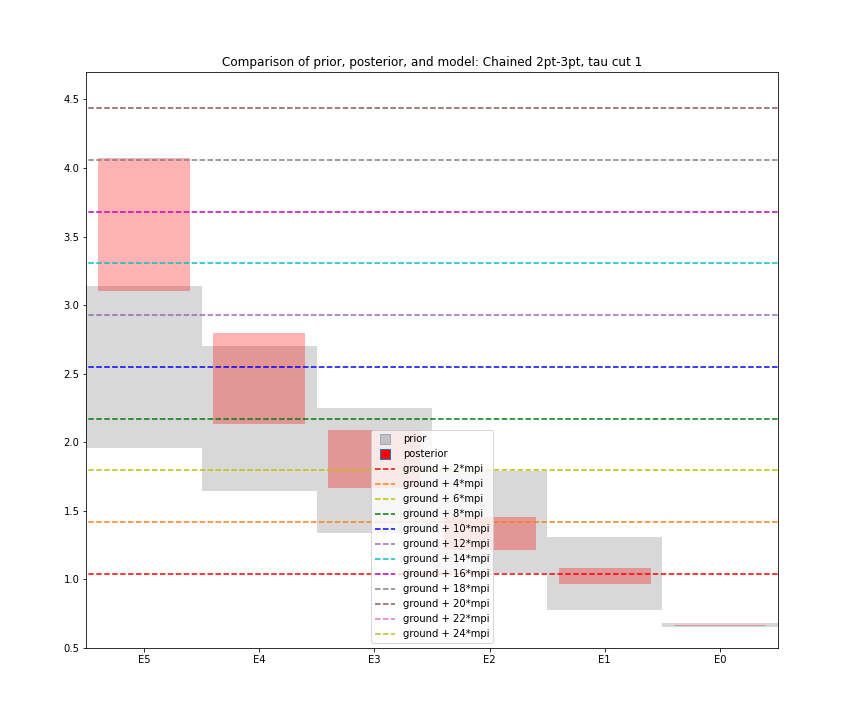 Comparison of prior, posterior, and model: Chained 2pt-3pt, tau cut 1
4.5
4.0
3.5
3.0
2.5
2.0
1.5
1.0
0.5
prior
posterior
ground + 2*mpi
ground + 4*mpi
ground + 6*mpi
ground + 8*mpi
ground + 10*mpi
ground + 12*mpi
ground + 14*mpi
ground + 16*mpi
ground + 18*mpi
ground + 20*mpi
ground + 22*mpi
ground + 24*mpi
E5 E4 E3 E2 E1 E0